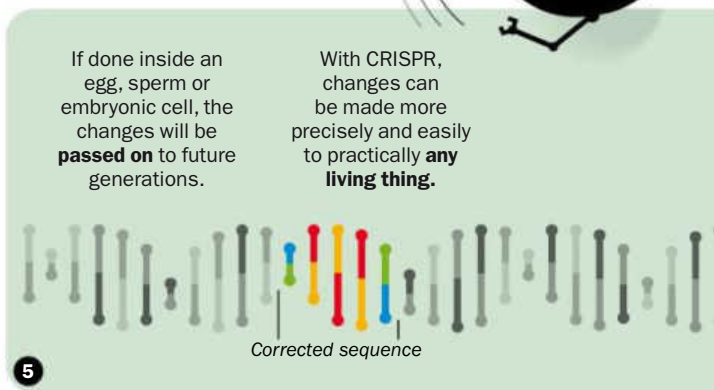 If done inside an
egg, sperm or
embryonic cell, the
changes will be
passed on to future
generations.
With CRISPR,
changes can
be made more
precisely and easily
to practically any
living thing.
Corrected sequence
5